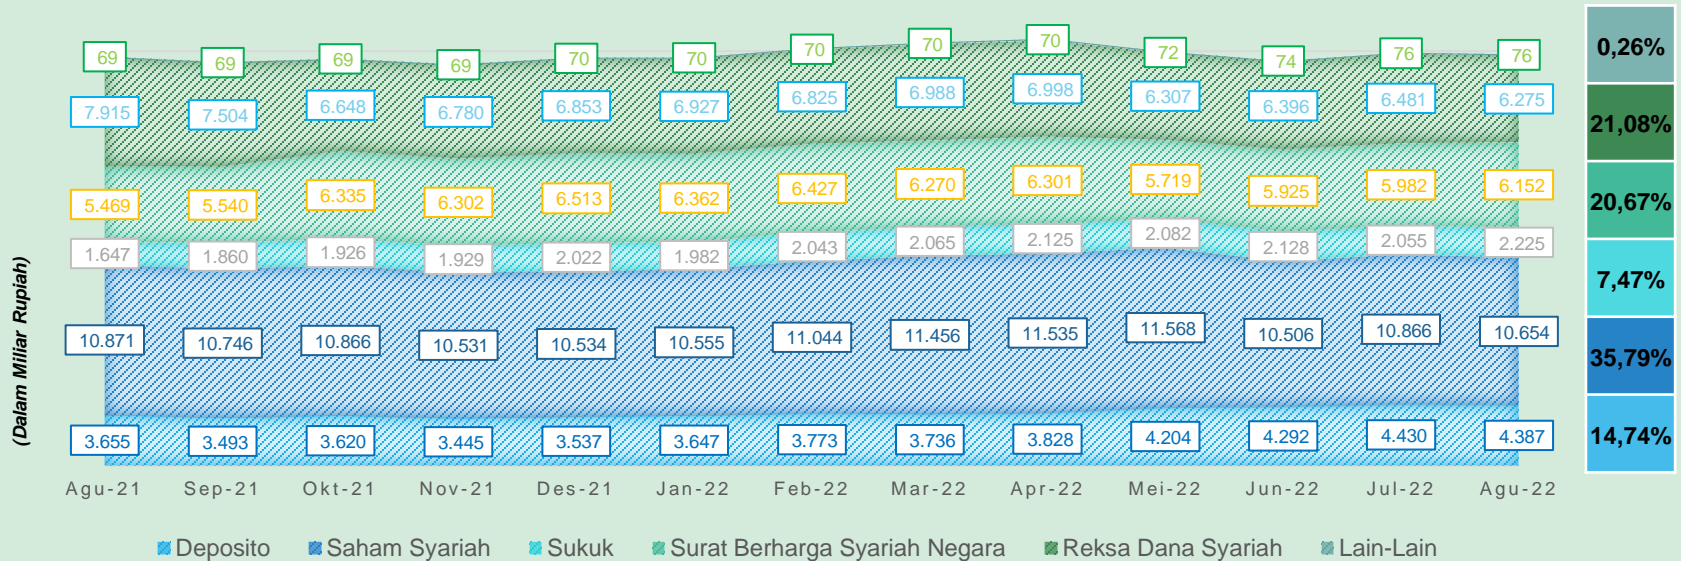 69 69 69 69 70 70 70 70 70 72 74 76 76
0,26%
7.915 7.504 6.648 6.780 6.853 6.927 6.825 6.988 6.998 6.307 6.396 6.481 6.275
21,08%
5.469 5.540 6.335 6.302 6.513 6.362 6.427 6.270 6.301 5.719 5.925 5.982 6.152
20,67%
1.647 1.860 1.926 1.929 2.022 1.982 2.043 2.065 2.125 2.082 2.128 2.055 2.225
7,47%
10.871 10.746 10.866 10.531 10.534 10.555 11.044 11.456 11.535 11.568 10.506 10.866 10.654
35,79%
3.655 3.493 3.620 3.445 3.537 3.647 3.773 3.736 3.828 4.204 4.292 4.430 4.387
14,74%
(Dalam Miliar Rupiah)
Agu-21 Sep-21 Okt-21 Nov-21 Des-21 Jan-22 Feb-22 Mar-22 Apr-22 Mei-22 Jun-22 Jul-22 Agu-22
Deposito Saham Syariah Sukuk Surat Berharga Syariah Negara Reksa Dana Syariah Lain-Lain